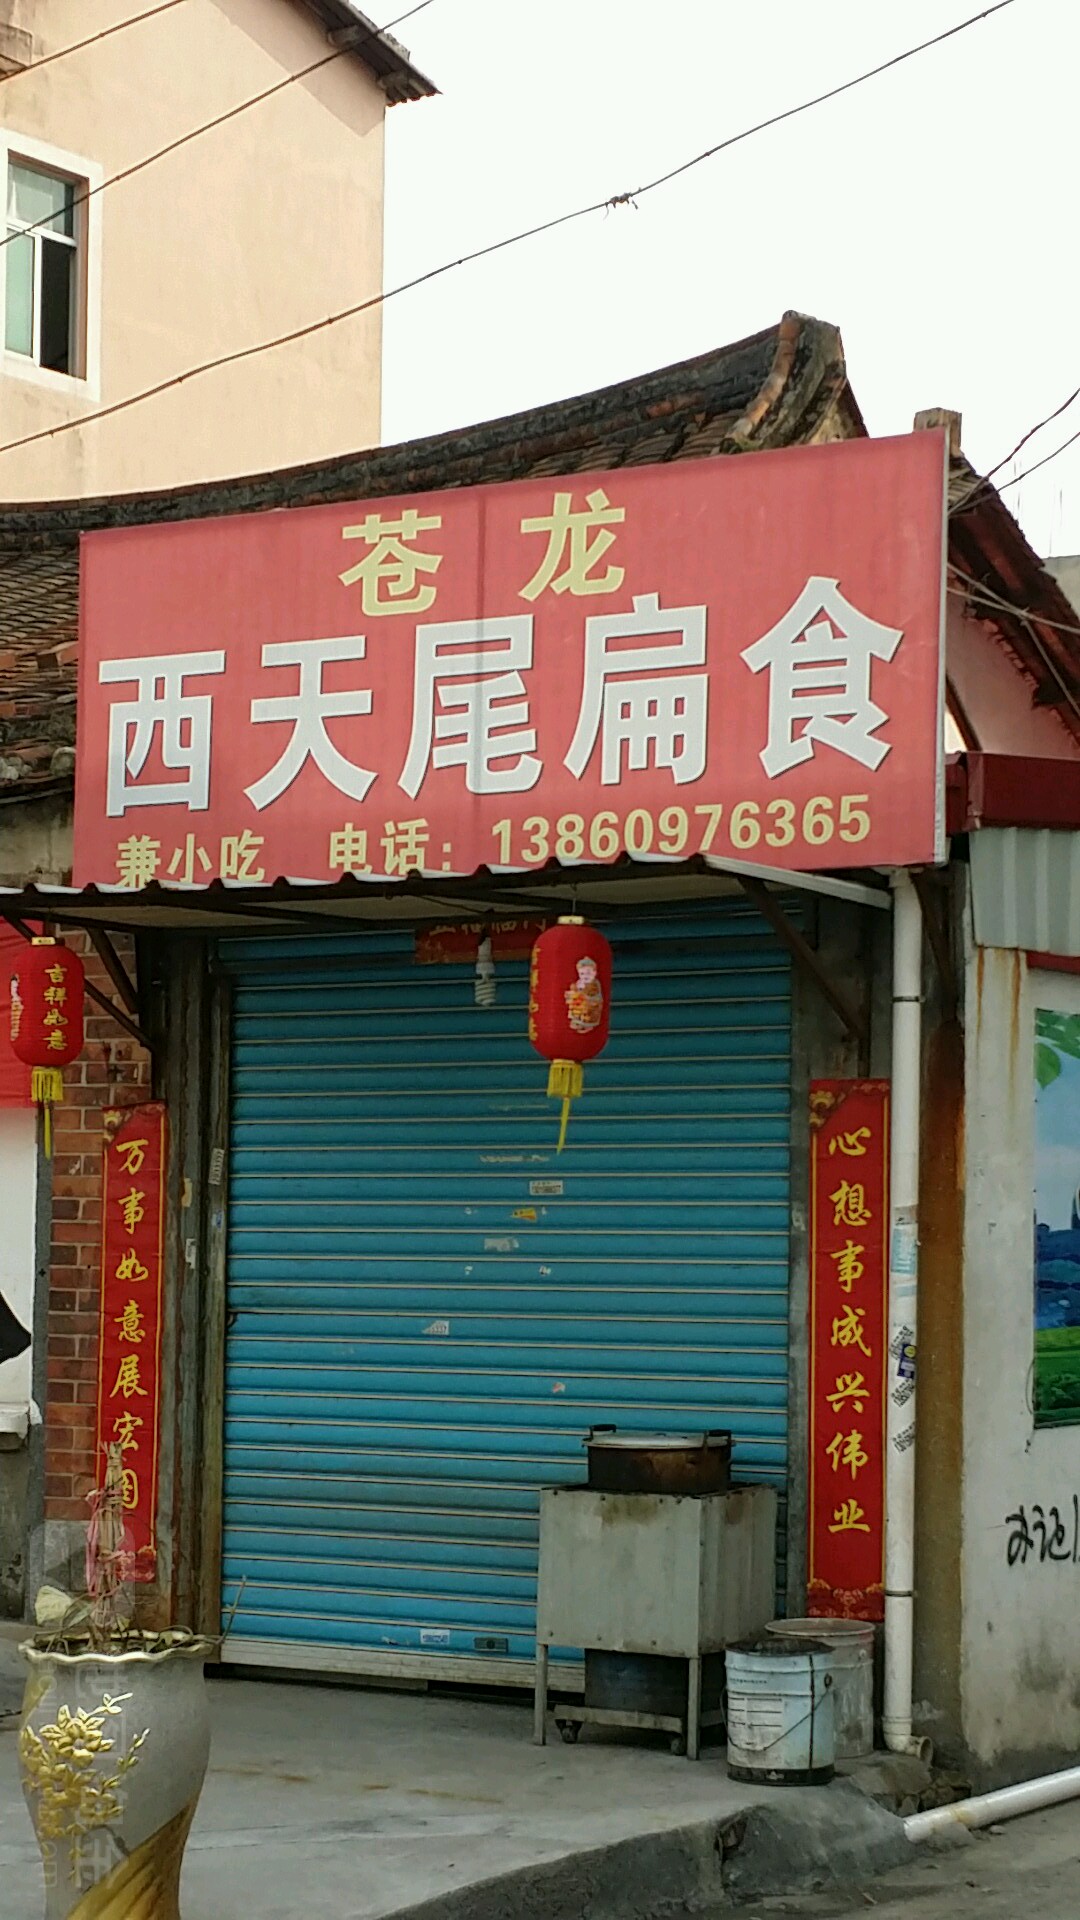 苍龙
西天尾扁食
兼小吃 电话：13860976365
吉祥如意
万事如意展宏图
心想事成兴伟业